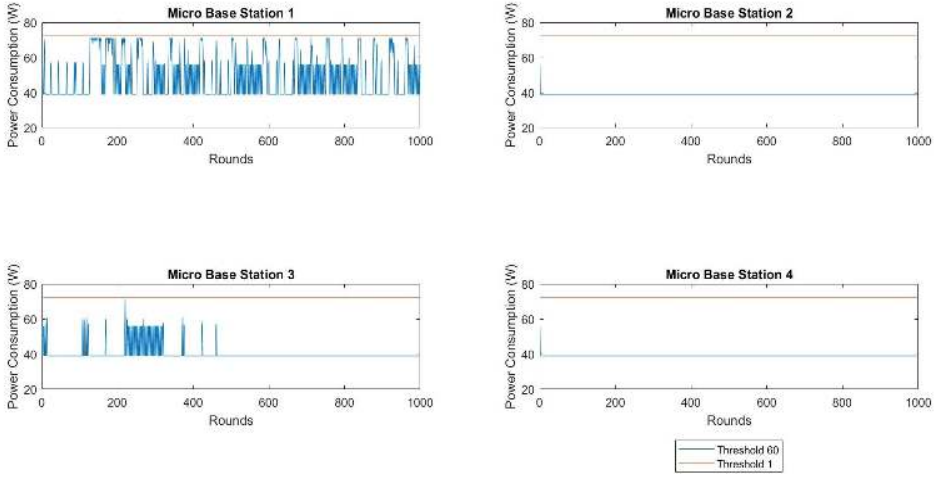 Micro Base Station 1
Power Consumption (W)
80
60
40
20
0 200 400 600 800 1000
Rounds
Micro Base Station 2
Power Consumption (W)
80
60
40
20
0 200 400 600 800 1000
Rounds
Micro Base Station 3
Power Consumption (W)
80
60
40
20
0 200 400 600 800 1000
Rounds
Micro Base Station 4
Power Consumption (W)
80
60
40
20
0 200 400 600 800 1000
Rounds
Threshold 60
Threshold 1